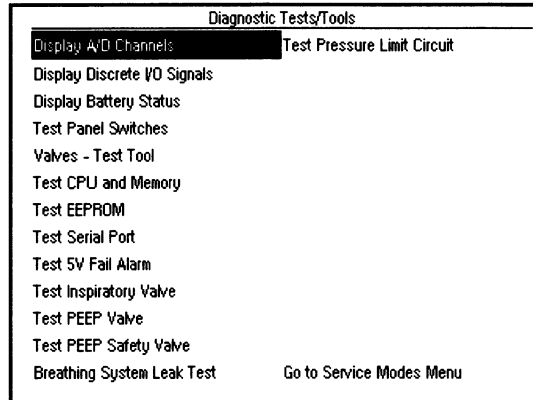 Diagnostic Tests/Tools
Display A/D Channels
Test Pressure Limit Circuit
Display Discrete I/O Signals
Display Battery Status
Test Panel Switches
Valves - Test Tool
Test CPU and Memory
Test EEPROM
Test Serial Port
Test 5V Fail Alarm
Test Inspiratory Valve
Test PEEP Valve
Test PEEP Safety Valve
Breathing System Leak Test
Go to Service Modes Menu